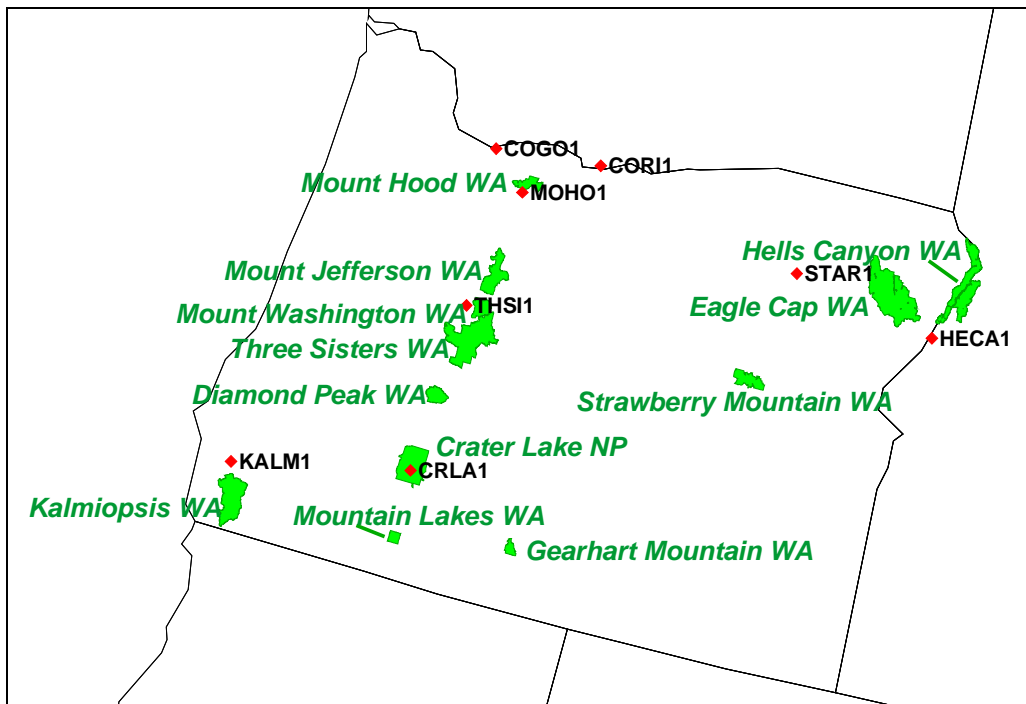 COGO1
CORI1
Mount Hood WA
MOHO1
Hells Canyon WA
Mount Jefferson WA
STAR1
Mount Washington WA
THSI1
Eagle Cap WA
HECA1
Three Sisters WA
Diamond Peak WA
Strawberry Mountain WA
Crater Lake NP
KALM1
CRLA1
Kalmiopsis WA
Mountain Lakes WA
Gearhart Mountain WA